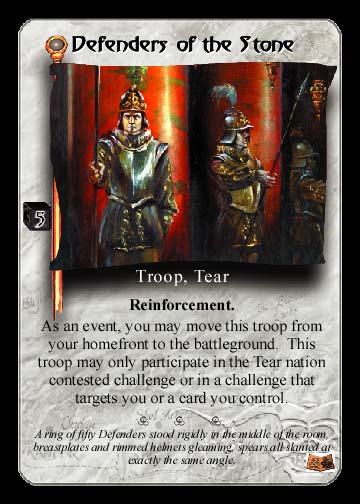 Defenders of the Stone
5
Troop, Tear
Reinforcement.
As an event, you may move this troop from
your homefront to the battleground. This
troop may only participate in the Tear nation
contested challenge or in a challenge that
targets you or a card you control.
A ring of fifty Defenders stood rigidly in the middle of the room,
breastplates and rimmed helmets gleaming, spears all slanted at
exactly the same angle.